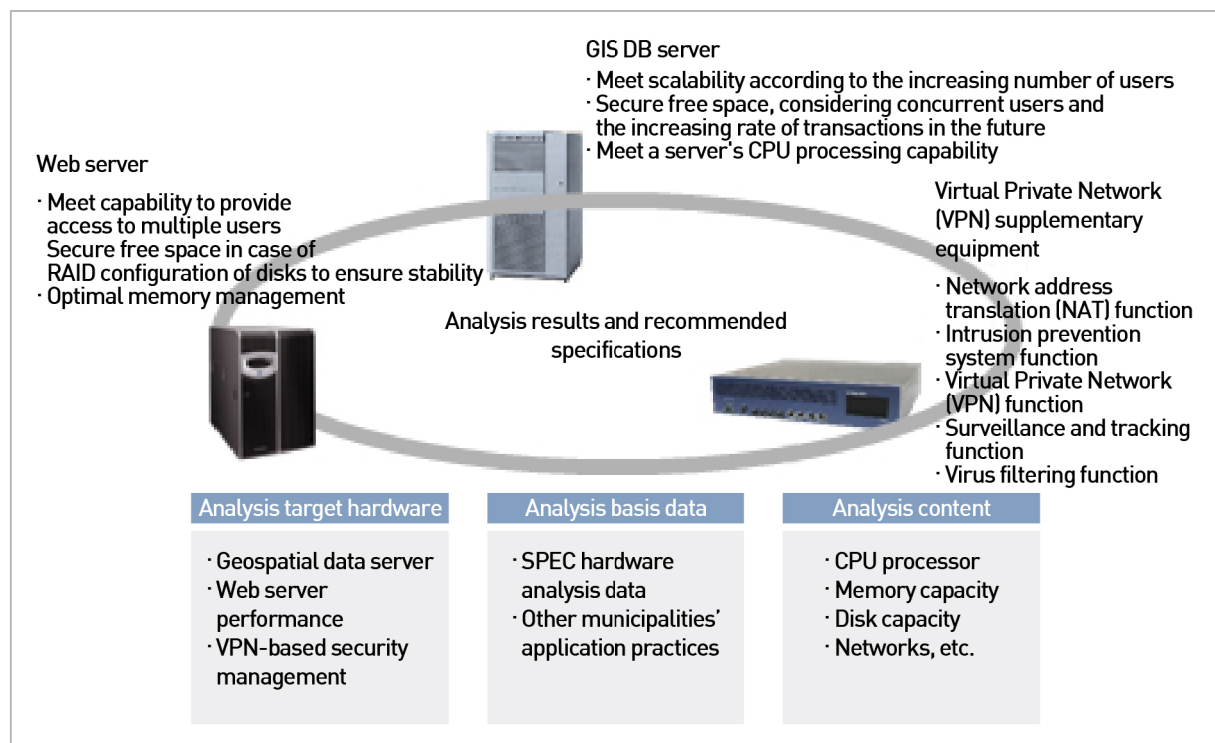 GIS DB server
· Meet scalability according to the increasing number of users
· Secure free space, considering concurrent users and
the increasing rate of transactions in the future
· Meet a server's CPU processing capability
Web server
· Meet capability to provide
access to multiple users
Secure free space in case of
RAID configuration of disks to ensure stability
· Optimal memory management
Virtual Private Network
(VPN) supplementary
equipment
· Network address
translation (NAT) function
· Intrusion prevention
system function
· Virtual Private Network
(VPN) function
· Surveillance and tracking
function
· Virus filtering function
Analysis results and recommended
specifications
Analysis target hardware
· Geospatial data server
· Web server
performance
· VPN-based security
management
Analysis basis data
· SPEC hardware
analysis data
· Other municipalities’
application practices
Analysis content
· CPU processor
· Memory capacity
· Disk capacity
· Networks, etc.